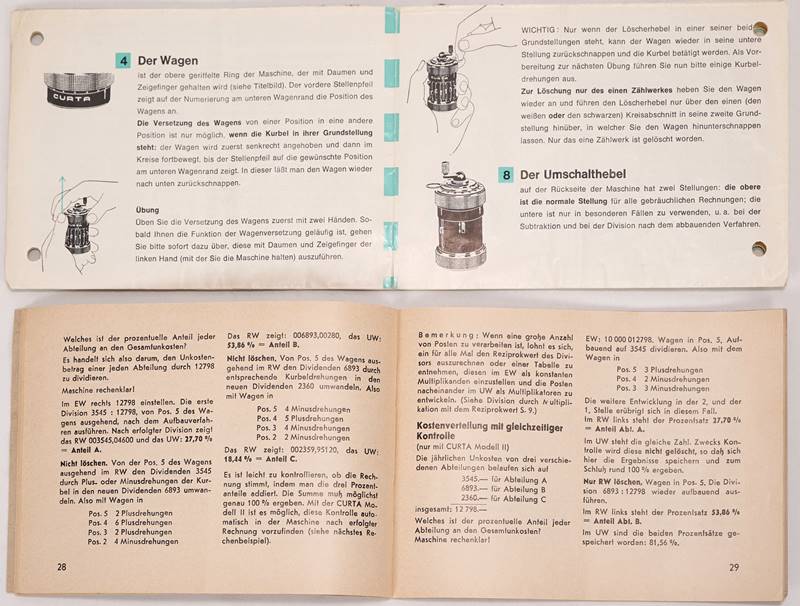 4 Der Wagen
ist der obere geriffelte Ring der Maschine, der mit Daumen und
Zeigefinger gehalten wird (siehe Titelbild). Der vordere Stellenpfeil
zeigt auf der Numerierung am unteren Wagenrand die Position des
Wagens an.
Die Versetzung des Wagens von einer Position in eine andere
Position ist nur möglich, wenn die Kurbel in ihrer Grundstellung
steht: der Wagen wird zuerst senkrecht angehoben und dann im
Kreise fortbewegt, bis der Stellenpfeil auf die gewünschte Position
am unteren Wagenrand zeigt. In dieser läßt man den Wagen wieder
nach unten zurückschnappen.
CURTA
Übung
Üben Sie die Versetzung des Wagens zuerst mit zwei Händen. So-
bald Ihnen die Funktion der Wagenversetzung geläufig ist, gehen
Sie bitte sofort dazu über, diese mit Daumen und Zeigefinger der
linken Hand (mit der Sie die Maschine halten) auszuführen.
WICHTIG: Nur wenn der Löscherhebel in einer seiner beiden
Grundstellungen steht, kann der Wagen wieder in seine untere
Stellung zurückschnappen und die Kurbel betätigt werden. Als Vor-
bereitung zur nächsten Übung führen Sie nun bitte einige Kurbel-
drehungen aus.
Zur Löschung nur des einen Zählwerkes heben Sie den Wagen
wieder an und führen den Löscherhebel nur über den einen (den
weißen oder den schwarzen) Kreisabschnitt in seine zweite Grund-
stellung hinüber, in welcher Sie den Wagen hinunterschnappen
lassen. Nur das eine Zählwerk ist gelöscht worden.
8 Der Umschalthebel
auf der Rückseite der Maschine hat zwei Stellungen: die obere
ist die normale Stellung für alle gebräuchlichen Rechnungen; die
untere ist nur in besonderen Fällen zu verwenden, u. a. bei der
Subtraktion und bei der Division nach dem abbauenden Verfahren.
Welches ist der prozentuale Anteil jeder
Abteilung an den Gesamtunkosten?
Es handelt sich also darum, den Unkosten-
betrag einer jeden Abteilung durch 12798
zu dividieren.
Maschine rechenklar!
Im EW rechts 12798 einstellen. Die erste
Division 3545 : 12798, von Pos. 5 des Wa-
gens ausgehend, nach dem Aufbauverfah-
ren ausführen. Nach erfolgter Division zeigt
das RW 003545,04600 und das UW: 27,70
% = Anteil A.
Nicht löschen. Von der Pos. 5 des Wagens
ausgehend im RW den Dividenden 3545
durch Plus- oder Minusdrehungen der Kur-
bel in den neuen Dividenden 6893 umwan-
deln. Also mit Wagen in
Pos. 5 2 Plusdrehungen
Pos. 4 6 Plusdrehungen
Pos. 3 2 Plusdrehungen
Pos. 2 4 Minusdrehungen
28
Das RW zeigt: 006893,00280, das UW:
53,86 % = Anteil B.
Nicht löschen. Von Pos. 5 des Wagens aus-
gehend im RW den Dividenden 6893 durch
entsprechende Kurbeldrehungen in den
neuen Dividenden 2360 umwandeln. Also
mit Wagen in
Pos. 5 4 Minusdrehungen
Pos. 4 5 Plusdrehungen
Pos. 3 4 Minusdrehungen
Pos. 2 2 Minusdrehungen
Das RW zeigt: 002359,95120, das UW:
18,44 % = Anteil C.
Es ist leicht zu kontrollieren, ob die Rech-
nung stimmt, indem man die drei Prozent-
anteile addiert. Die Summe muß möglichst
genau 100 % ergeben. Mit der CURTA Mo-
dell II ist es möglich, diese Kontrolle auto-
matisch in der Maschine nach erfolgter
Rechnung vorzufinden (siehe nächstes Re-
chenbeispiel).
Bemerkung: Wenn eine große Anzahl
von Posten zu verarbeiten ist, lohnt es sich,
ein für alle Mal den Reziprokwert des Divi-
sors auszurechnen oder einer Tabelle zu
entnehmen, diesen im EW als konstanten
Multiplikanden einzustellen und die Posten
nacheinander im UW als Multiplikatoren zu
entwickeln. (Siehe Division durch Multipli-
kation mit dem Reziprokwert S. 9.)
Kostenverteilung mit gleichzeitiger
Kontrolle
(nur mit CURTA Modell II)
Die jährlichen Unkosten von drei verschie-
denen Abteilungen belaufen sich auf
3545.— für Abteilung A
6893.— für Abteilung B
2360.— für Abteilung C
insgesamt: 12 798.—
Welches ist der prozentuale Anteil jeder
Abteilung an den Gesamtunkosten?
Maschine rechenklar!
EW: 10 000 012798. Wagen in Pos. 5, Auf-
bauend auf 3545 dividieren. Also mit dem
Wagen in
Pos. 5 3 Plusdrehungen
Pos. 4 2 Minusdrehungen
Pos. 3 3 Minusdrehungen
Die weitere Entwicklung in der 2. und der
1. Stelle erübrigt sich in diesem Fall.
Im RW links steht der Prozentsatz 27,70 %
= Anteil Abt. A.
Im UW steht die gleiche Zahl. Zwecks Kon-
trolle wird diese nicht gelöscht, so daß sich
hier die Ergebnisse speichern und zum
Schluß rund 100 % ergeben.
Nur RW löschen, Wagen in Pos. 5. Die Divi-
sion 6893 : 12798 wieder aufbauend aus-
führen.
Im RW links steht der Prozentsatz 53,86 %
= Anteil Abt. B.
Im UW sind die beiden Prozentsätze ge-
speichert worden: 81,56 %.
29